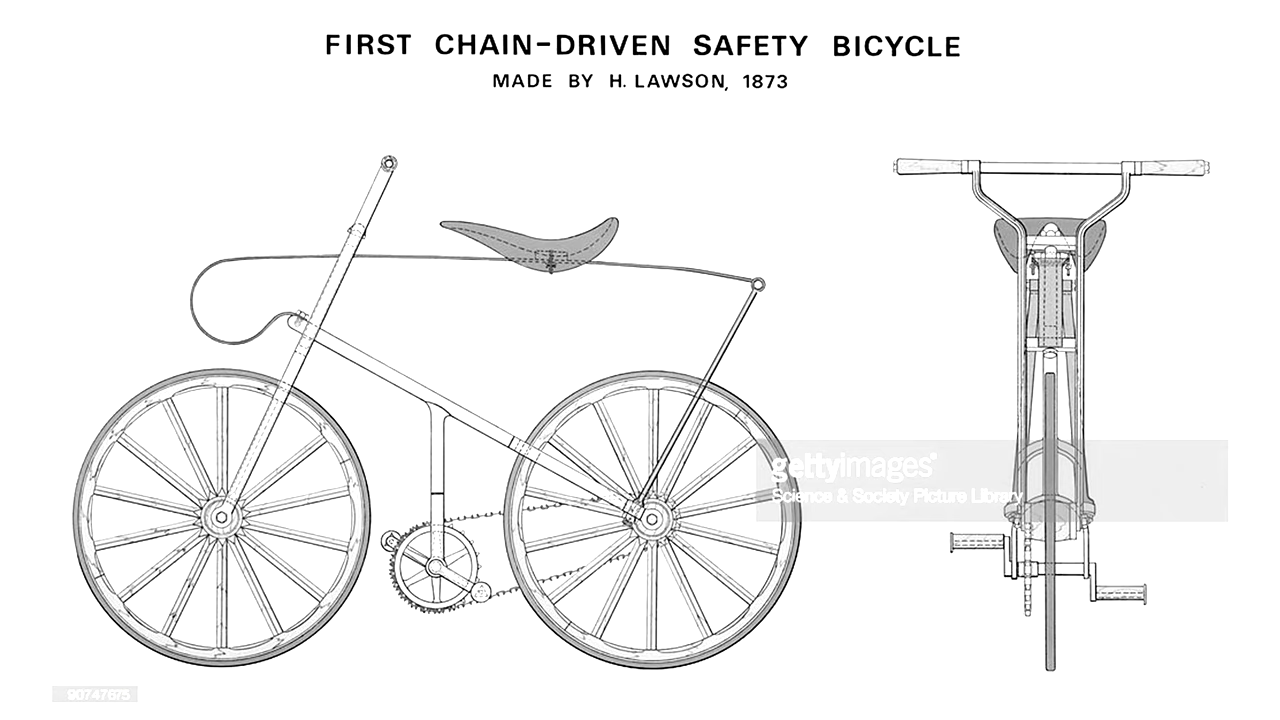 FIRST CHAIN-DRIVEN SAFETY BICYCLE
MADE BY H. LAWSON, 1873
gettyimages®
Science & Society Picture Library
90747675